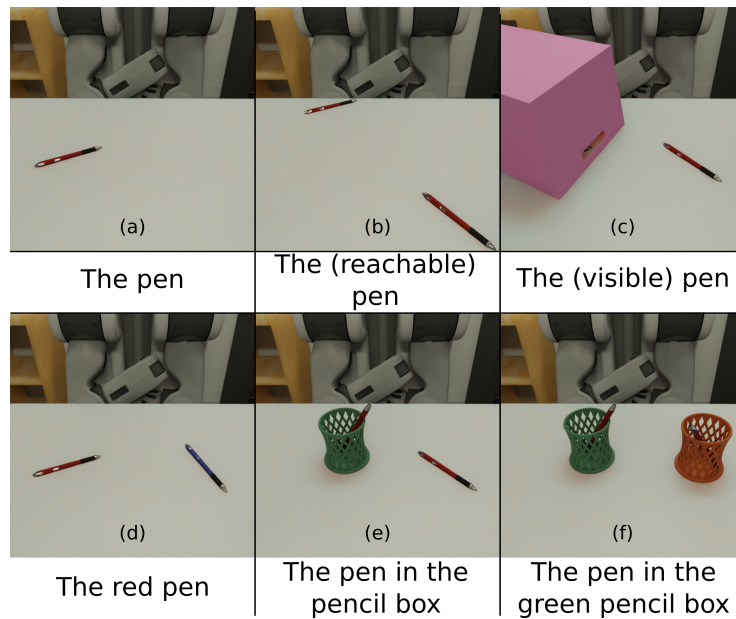 (a)
(b)
(c)
The pen
The (reachable)
pen
The (visible) pen
(d)
(e)
(f)
The red pen
The pen in the
pencil box
The pen in the
green pencil box